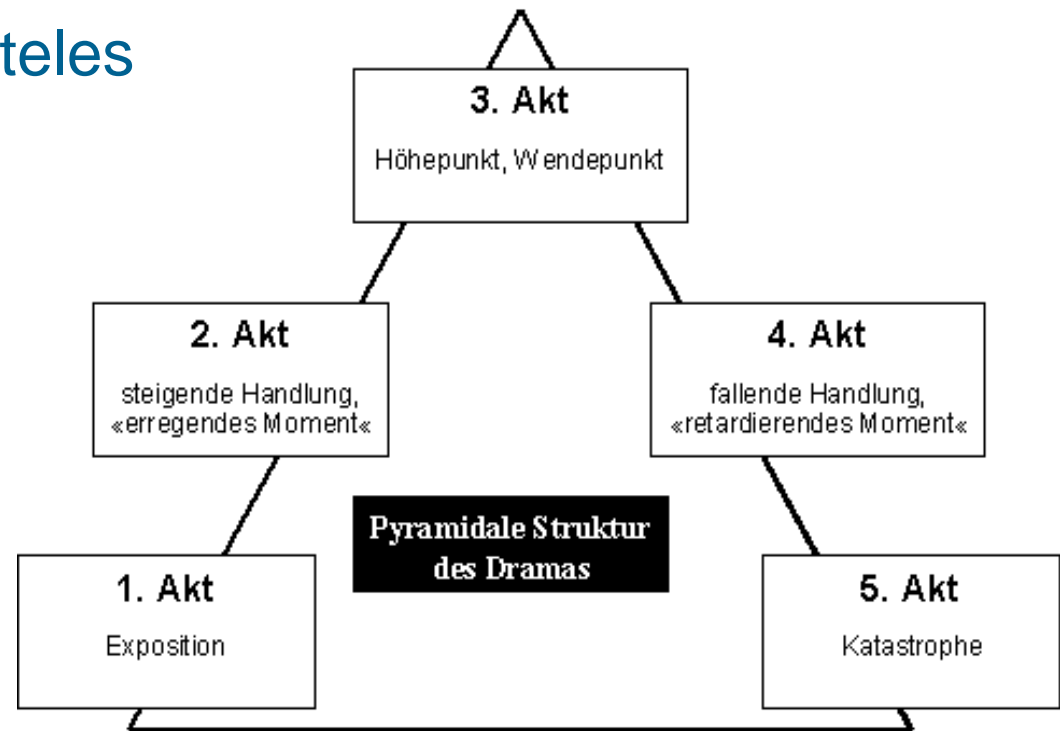 teles
3. Akt
Höhepunkt, Wendepunkt
2. Akt
steigende Handlung,
«erregendes Moment«
4. Akt
fallende Handlung,
«retardierendes Moment«
Pyramidale Struktur
des Dramas
1. Akt
Exposition
5. Akt
Katastrophe